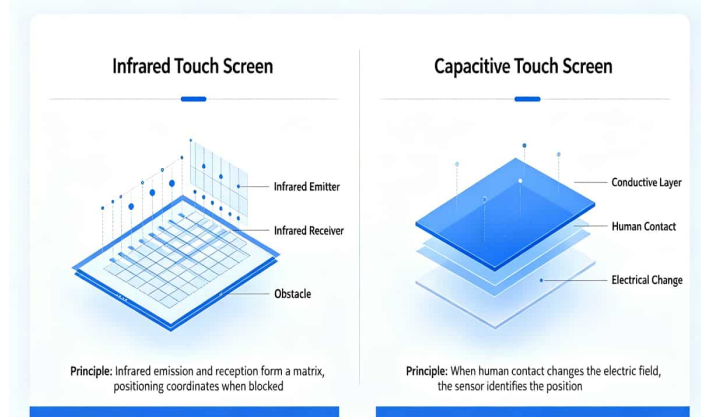 Infrared Touch Screen
Infrared Emitter
Infrared Receiver
Obstacle
Principle: Infrared emission and reception form a matrix,
positioning coordinates when blocked
Capacitive Touch Screen
Conductive Layer
Human Contact
Electrical Change
Principle: When human contact changes the electric field,
the sensor identifies the position